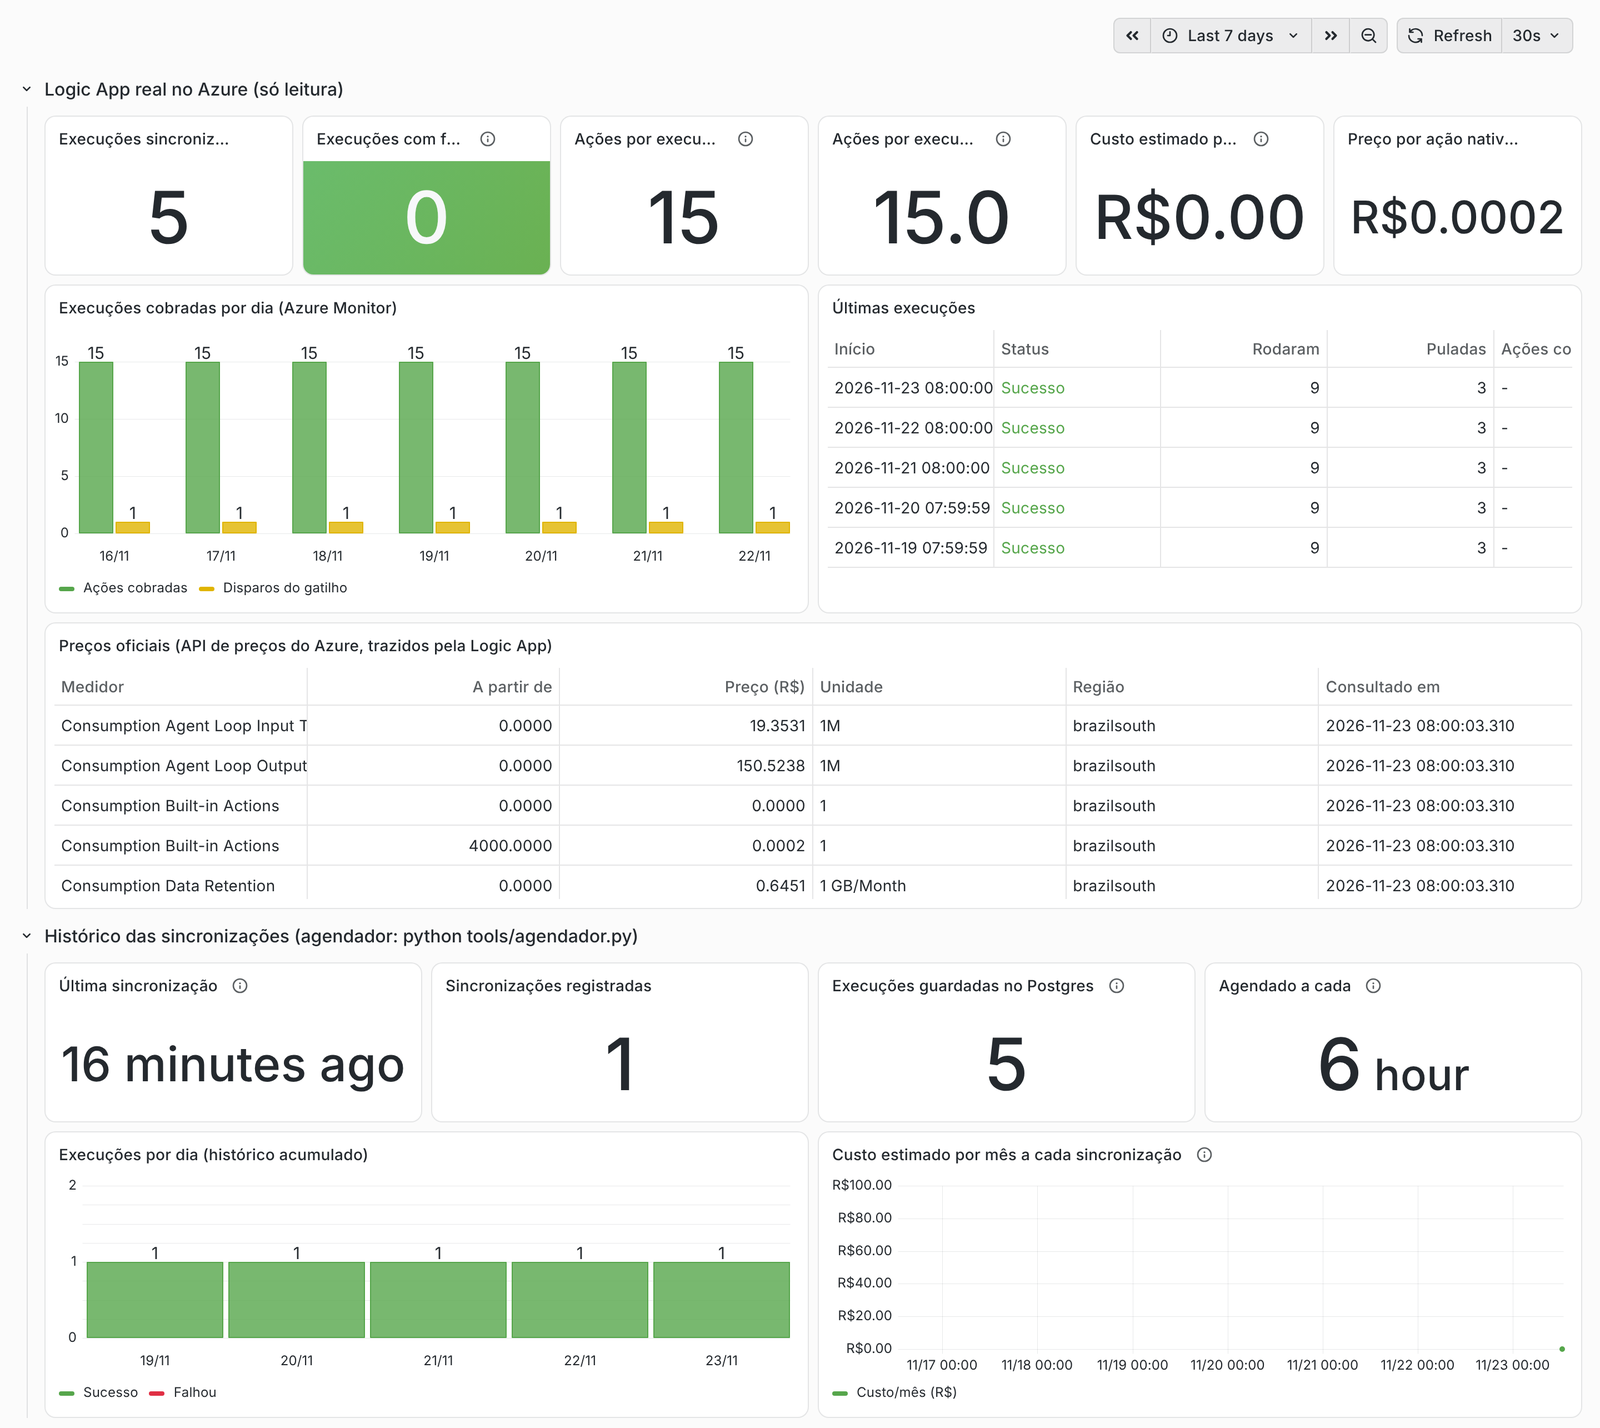 Last 7 days
Refresh
30s
Logic App real no Azure (só leitura)
Execuções sincroniz...
Execuções com f...
Ações por execu...
Ações por execu...
Custo estimado p...
Preço por ação nativ...
5
0
15
15.0
R$0.00
R$0.0002
Execuções cobradas por dia (Azure Monitor)
15
10
5
0
15 1
15 1
15 1
15 1
15 1
15 1
15 1
16/11 17/11 18/11 19/11 20/11 21/11 22/11
Ações cobradas Disparos do gatilho
Últimas execuções
Início Status Rodaram Puladas Ações co
2026-11-23 08:00:00 Sucesso 9 3 -
2026-11-22 08:00:00 Sucesso 9 3 -
2026-11-21 08:00:00 Sucesso 9 3 -
2026-11-20 07:59:59 Sucesso 9 3 -
2026-11-19 07:59:59 Sucesso 9 3 -
Preços oficiais (API de preços do Azure, trazidos pela Logic App)
Medidor A partir de Preço (R$) Unidade Região Consultado em
Consumption Agent Loop Input T 0.0000 19.3531 1M brazilsouth 2026-11-23 08:00:03.310
Consumption Agent Loop Output 0.0000 150.5238 1M brazilsouth 2026-11-23 08:00:03.310
Consumption Built-in Actions 0.0000 0.0000 1 brazilsouth 2026-11-23 08:00:03.310
Consumption Built-in Actions 4000.0000 0.0002 1 brazilsouth 2026-11-23 08:00:03.310
Consumption Data Retention 0.0000 0.6451 1 GB/Month brazilsouth 2026-11-23 08:00:03.310
Histórico das sincronizações (agendador: python tools/agendador.py)
Última sincronização
16 minutes ago
Sincronizações registradas
1
Execuções guardadas no Postgres
5
Agendado a cada
6 hour
Execuções por dia (histórico acumulado)
2
1
0
1 1 1 1 1
19/11 20/11 21/11 22/11 23/11
Sucesso Falhou
Custo estimado por mês a cada sincronização
R$100.00
R$80.00
R$60.00
R$40.00
R$20.00
R$0.00
11/17 00:00 11/18 00:00 11/19 00:00 11/20 00:00 11/21 00:00 11/22 00:00 11/23 00:00
Custo/mês (R$)